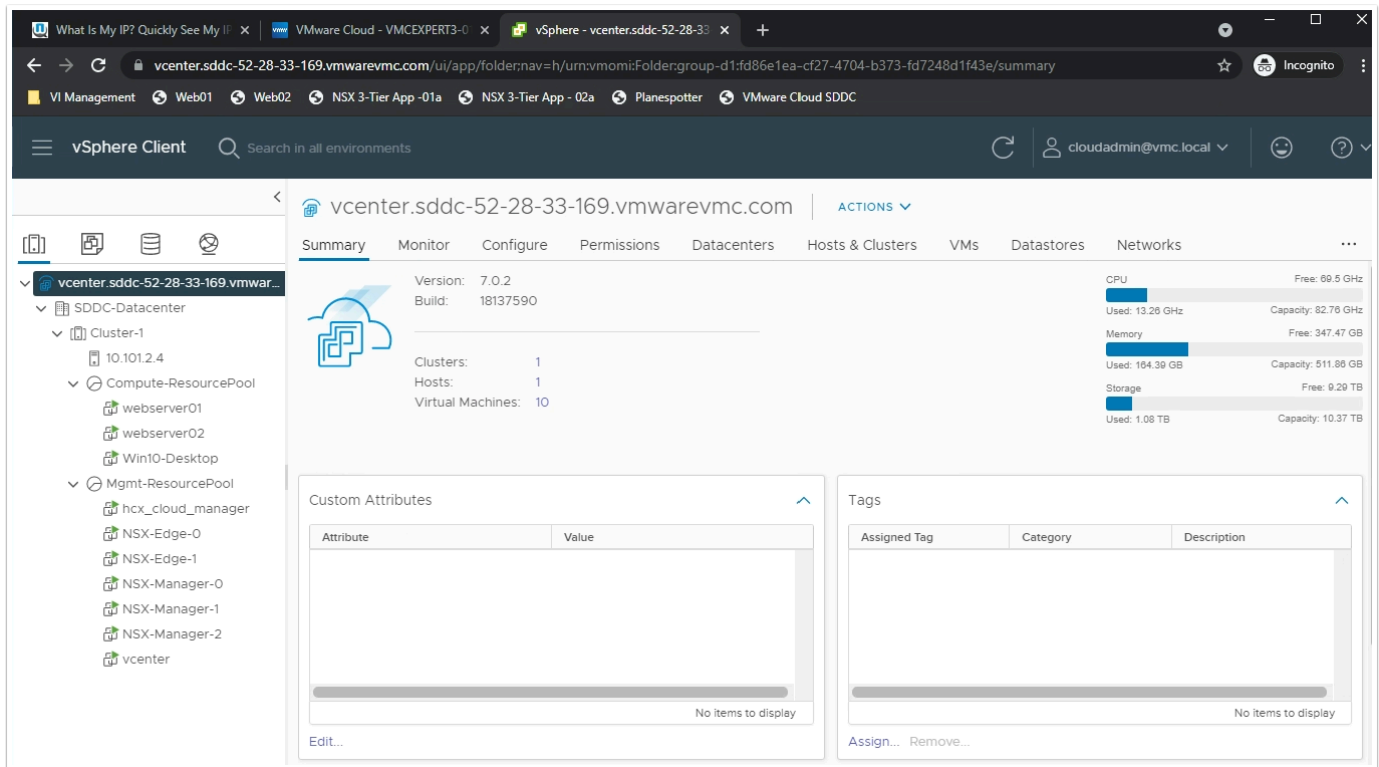 What Is My IP? Quickly See My IP
VMware Cloud - VMCEXPERT3-0
vSphere - vcenter.sddc-52-28-33
vcenter.sddc-52-28-33-169.vmwarevmc.com/ui/app/folder;nav=h/urn:vmomi:Folder:group-d1:fd86e1ea-cf27-4704-b373-fd7248d1f43e/summary
Incognito
VI Management Web01 Web02 NSX 3-Tier App -01a NSX 3-Tier App - 02a Planespotter VMware Cloud SDDC
vSphere Client
Search in all environments
cloudadmin@vmc.local
vcenter.sddc-52-28-33-169.vmwar...
SDDC-Datacenter
Cluster-1
10.101.2.4
Compute-ResourcePool
webserver01
webserver02
Win10-Desktop
Mgmt-ResourcePool
hcx_cloud_manager
NSX-Edge-0
NSX-Edge-1
NSX-Manager-0
NSX-Manager-1
NSX-Manager-2
vcenter
vcenter.sddc-52-28-33-169.vmwarevmc.com
ACTIONS
Summary Monitor Configure Permissions Datacenters Hosts & Clusters VMs Datastores Networks ...
Version: 7.0.2
Build: 18137590
Clusters: 1
Hosts: 1
Virtual Machines: 10
CPU Free: 69.5 GHz
Used: 13.26 GHz Capacity: 82.76 GHz
Memory Free: 347.47 GB
Used: 164.39 GB Capacity: 511.86 GB
Storage Free: 9.29 TB
Used: 1.08 TB Capacity: 10.37 TB
Custom Attributes
Attribute Value
No items to display
Edit...
Tags
Assigned Tag Category Description
No items to display
Assign... Remove...